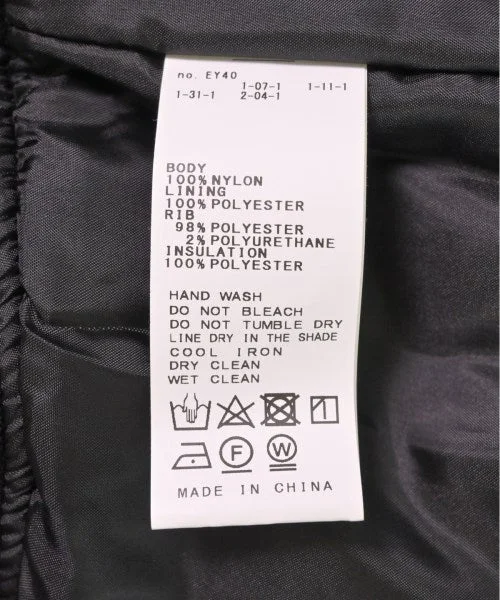 no. EY40
1-07-1 1-11-1
1-31-1 2-04-1
BODY
100% NYLON
LINING
100% POLYESTER
RIB
98% POLYESTER
2% POLYURETHANE
INSULATION
100% POLYESTER
HAND WASH
DO NOT BLEACH
DO NOT TUMBLE DRY
LINE DRY IN THE SHADE
COOL IRON
DRY CLEAN
WET CLEAN
F W
MADE IN CHINA